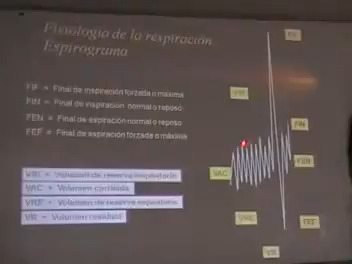 Fisiología de la respiración
Espirograma
FIF = Final de inspiración forzada o máxima
FIN = Final de inspiración normal o reposo
FEN = Final de espiración normal o reposo
FEF = Final de espiración forzada o máxima
VRI = Volumen de reserva inspiratorio
VAC = Volumen corriente
VRE = Volumen de reserva espiratorio
VR = Volumen residual
FIF
VRI
FIN
FEN
VAC
VRE
FEF
VR